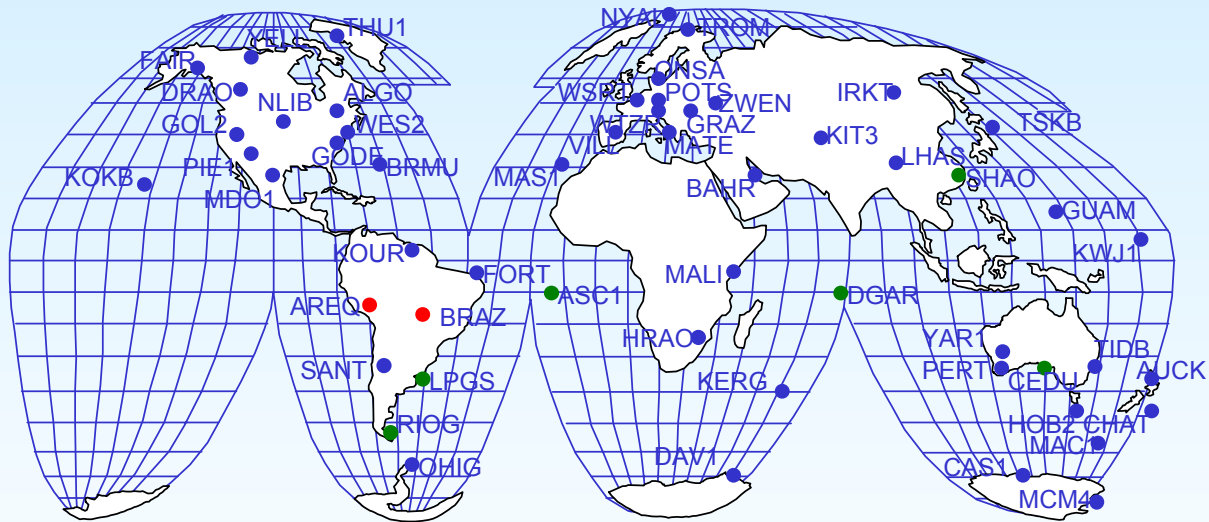 NYAL
TROM
THU1
YELL
FAIR
ONSA
DRAO
NLIB
ALGO
WSRT
POTS
ZWEN
IRKT
GOL2
WES2
WTZR
GRAZ
TSKB
VILL
MATE
KIT3
GODE
PIE1
BRMU
MAS1
LHAS
KOKB
MDO1
BAHR
SHAO
GUAM
KOUR
FORT
MALI
KWJ1
AREQ
BRAZ
ASC1
DGAR
HRAO
YAR1
TIDB
SANT
LPGS
KERG
PERT
CEDU
AUCK
RIOG
HOB2
CHAT
MAC1
OHIG
DAV1
CAS1
MCM4